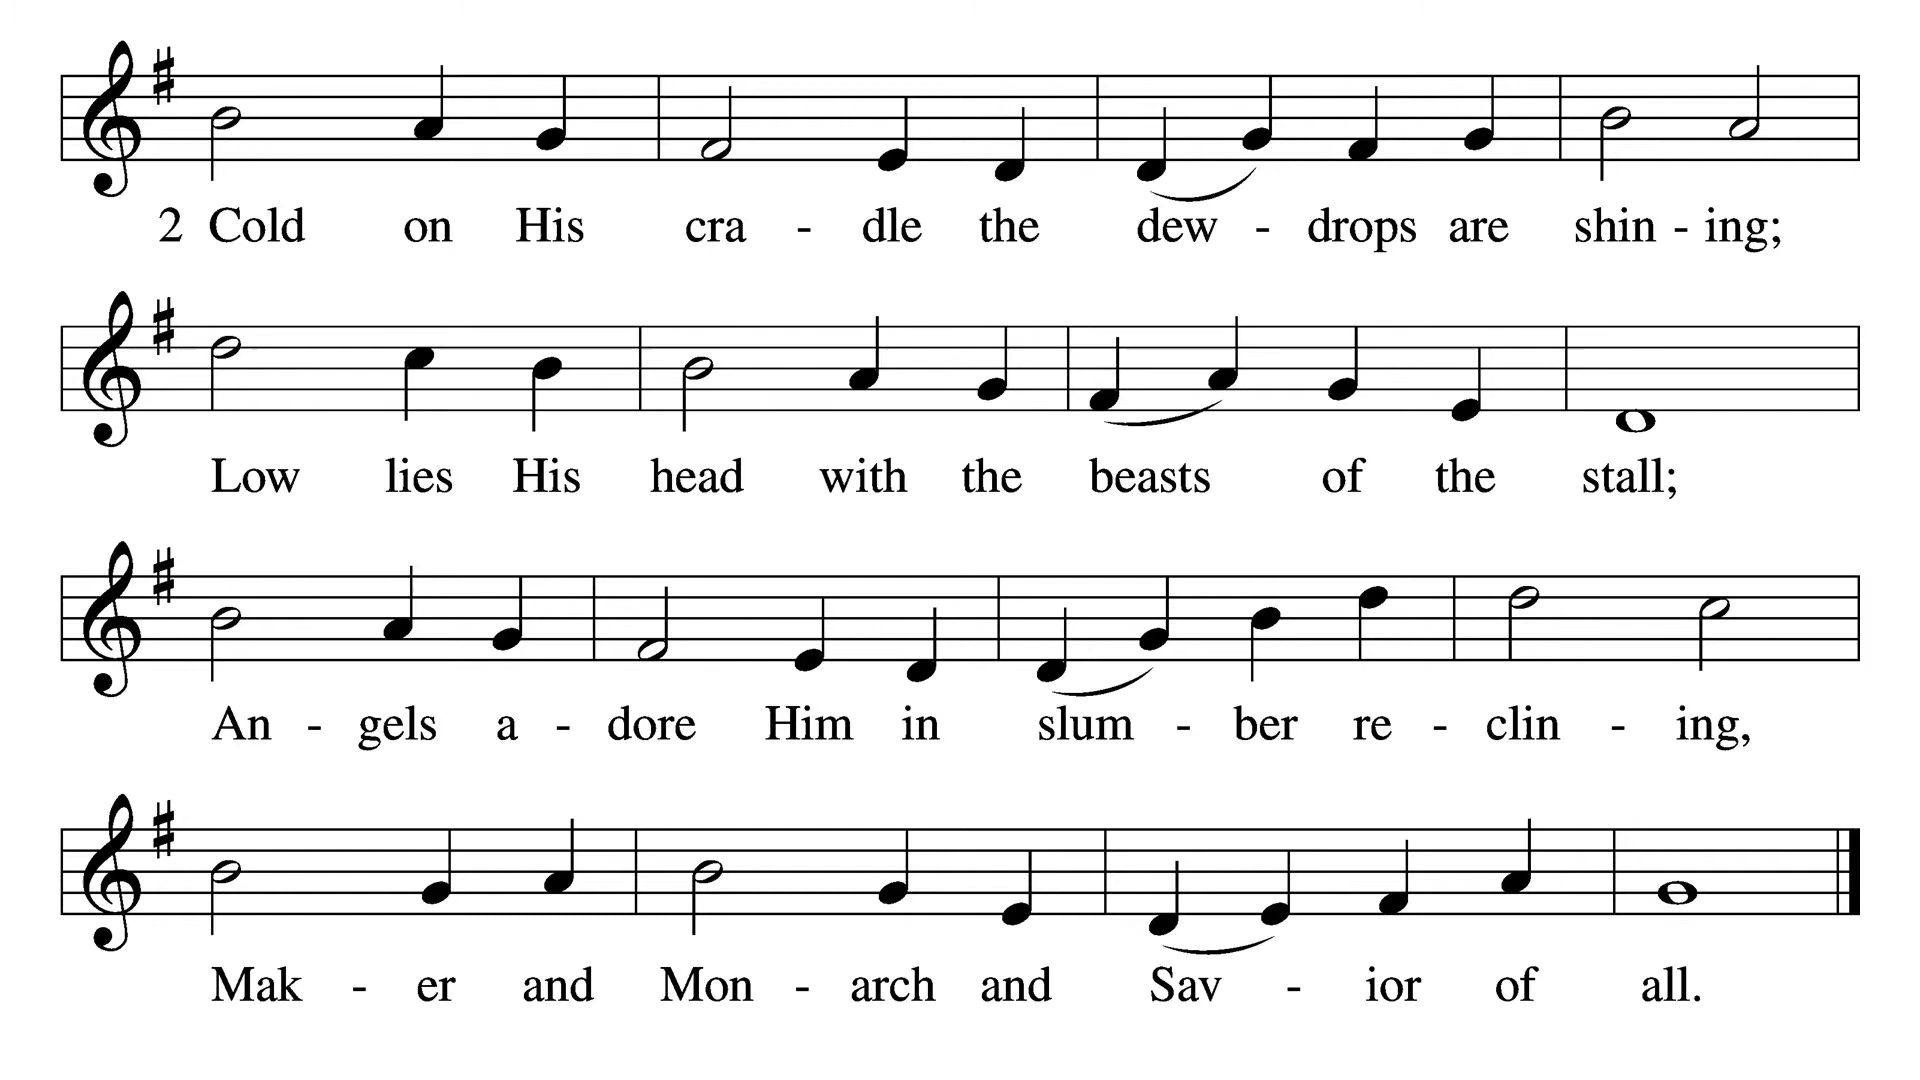 2 Cold on His cra - dle the dew - drops are shin - ing;
Low lies His head with the beasts of the stall;
An - gels a - dore Him in slum - ber re - clin - ing,
Mak - er and Mon - arch and Sav - ior of all.